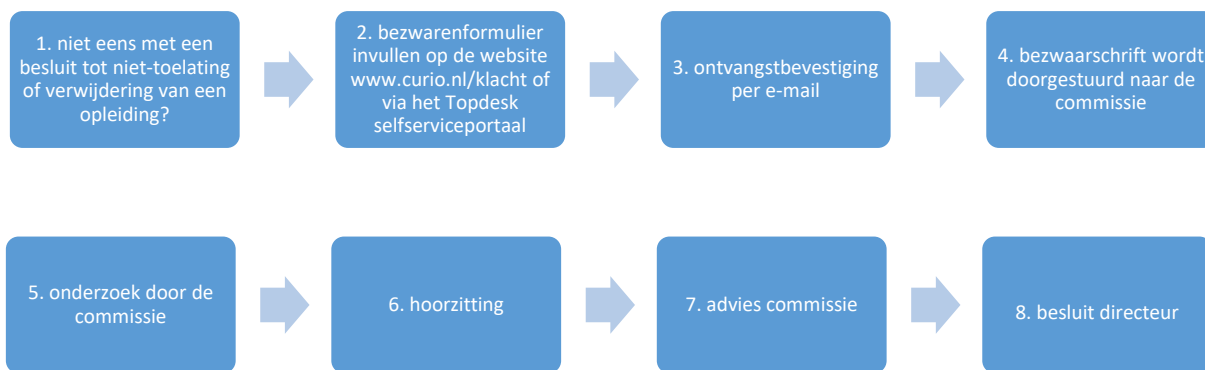 1. niet eens met een
besluit tot niet-toelating
of verwijdering van een
opleiding?
2. bezwarenformulier
invullen op de website
www.curio.nl/klacht of
via het Topdesk
selfserviceportaal
3. ontvangstbevestiging
per e-mail
4. bezwaarschrift wordt
doorgestuurd naar de
commissie
5. onderzoek door de
commissie
6. hoorzitting
7. advies commissie
8. besluit directeur